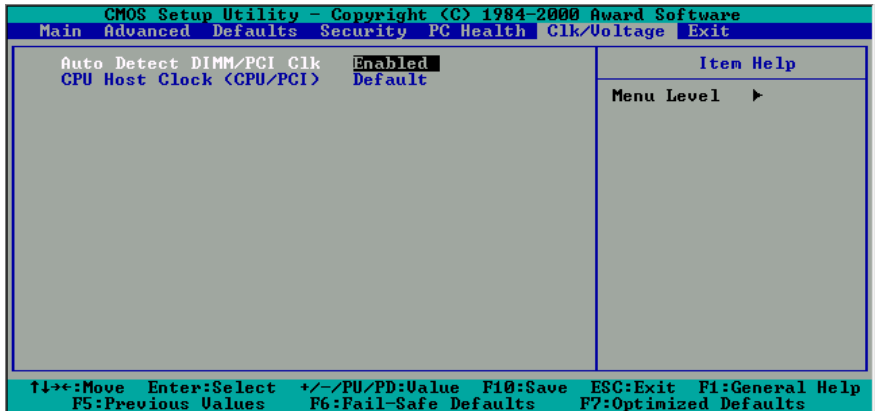 CMOS Setup Utility - Copyright (C) 1984-2000 Award Software
Main Advanced Defaults Security PC Health Clk/Voltage Exit
Auto Detect DIMM/PCI Clk Enabled
CPU Host Clock (CPU/PCI) Default
Item Help
Menu Level ▶
↑↓→←:Move Enter:Select +/-/PU/PD:Value F10:Save ESC:Exit F1:General Help
F5:Previous Values F6:Fail-Safe Defaults F7:Optimized Defaults